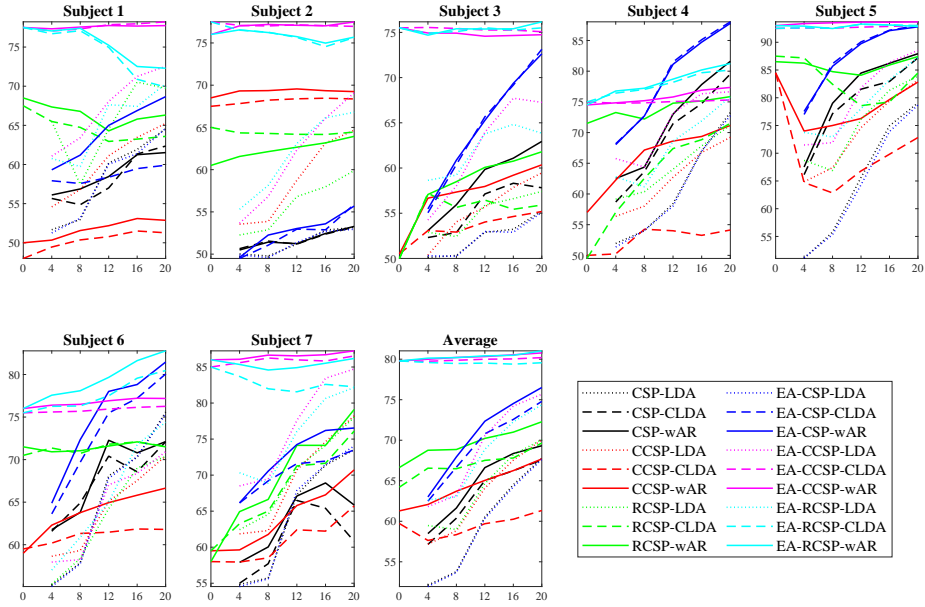 Subject 1
75
70
65
60
55
50
0 4 8 12 16 20
Subject 2
75
70
65
60
55
50
0 4 8 12 16 20
Subject 3
75
70
65
60
55
50
0 4 8 12 16 20
Subject 4
85
80
75
70
65
60
55
50
0 4 8 12 16 20
Subject 5
90
85
80
75
70
65
60
55
0 4 8 12 16 20
Subject 6
80
75
70
65
60
0 4 8 12 16 20
Subject 7
85
80
75
70
65
60
55
0 4 8 12 16 20
Average
80
75
70
65
60
55
0 4 8 12 16 20
CSP-LDA
CSP-CLDA
CSP-wAR
CCSP-LDA
CCSP-CLDA
CCSP-wAR
RCSP-LDA
RCSP-CLDA
RCSP-wAR
EA-CSP-LDA
EA-CSP-CLDA
EA-CSP-wAR
EA-CCSP-LDA
EA-CCSP-CLDA
EA-CCSP-wAR
EA-RCSP-LDA
EA-RCSP-CLDA
EA-RCSP-wAR